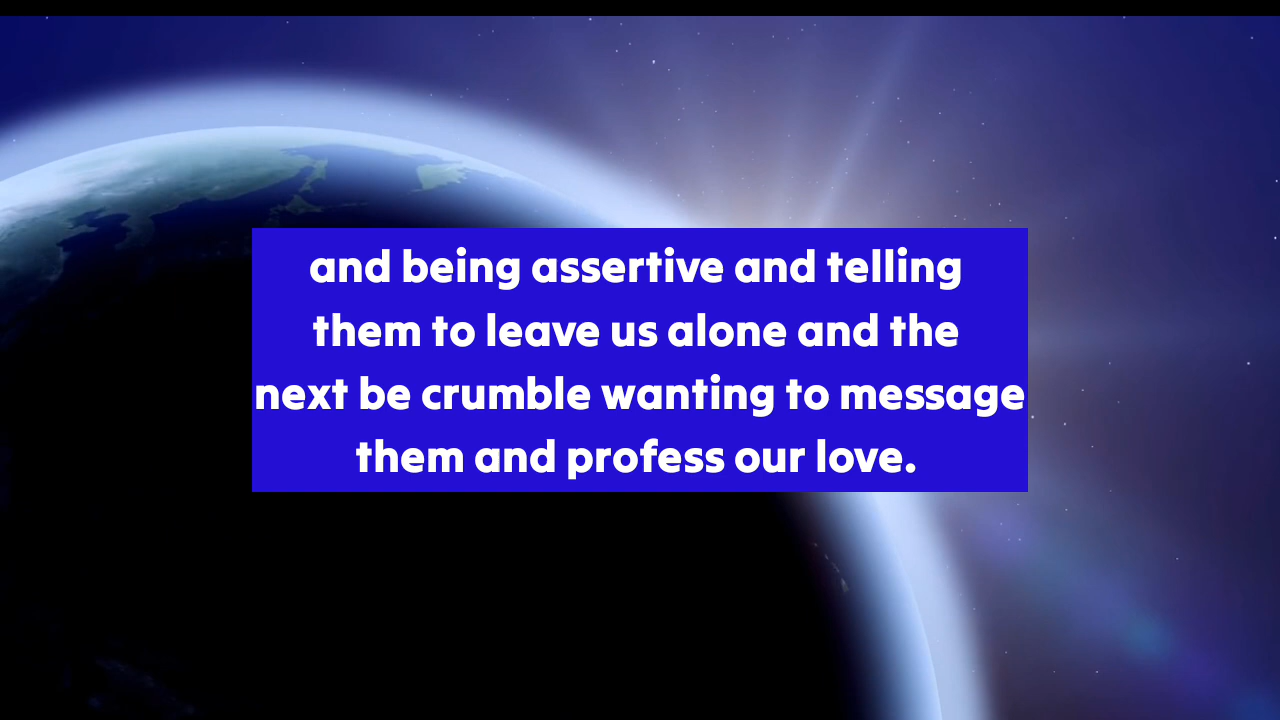 and being assertive and telling
them to leave us alone and the
next be crumble wanting to message
them and profess our love.